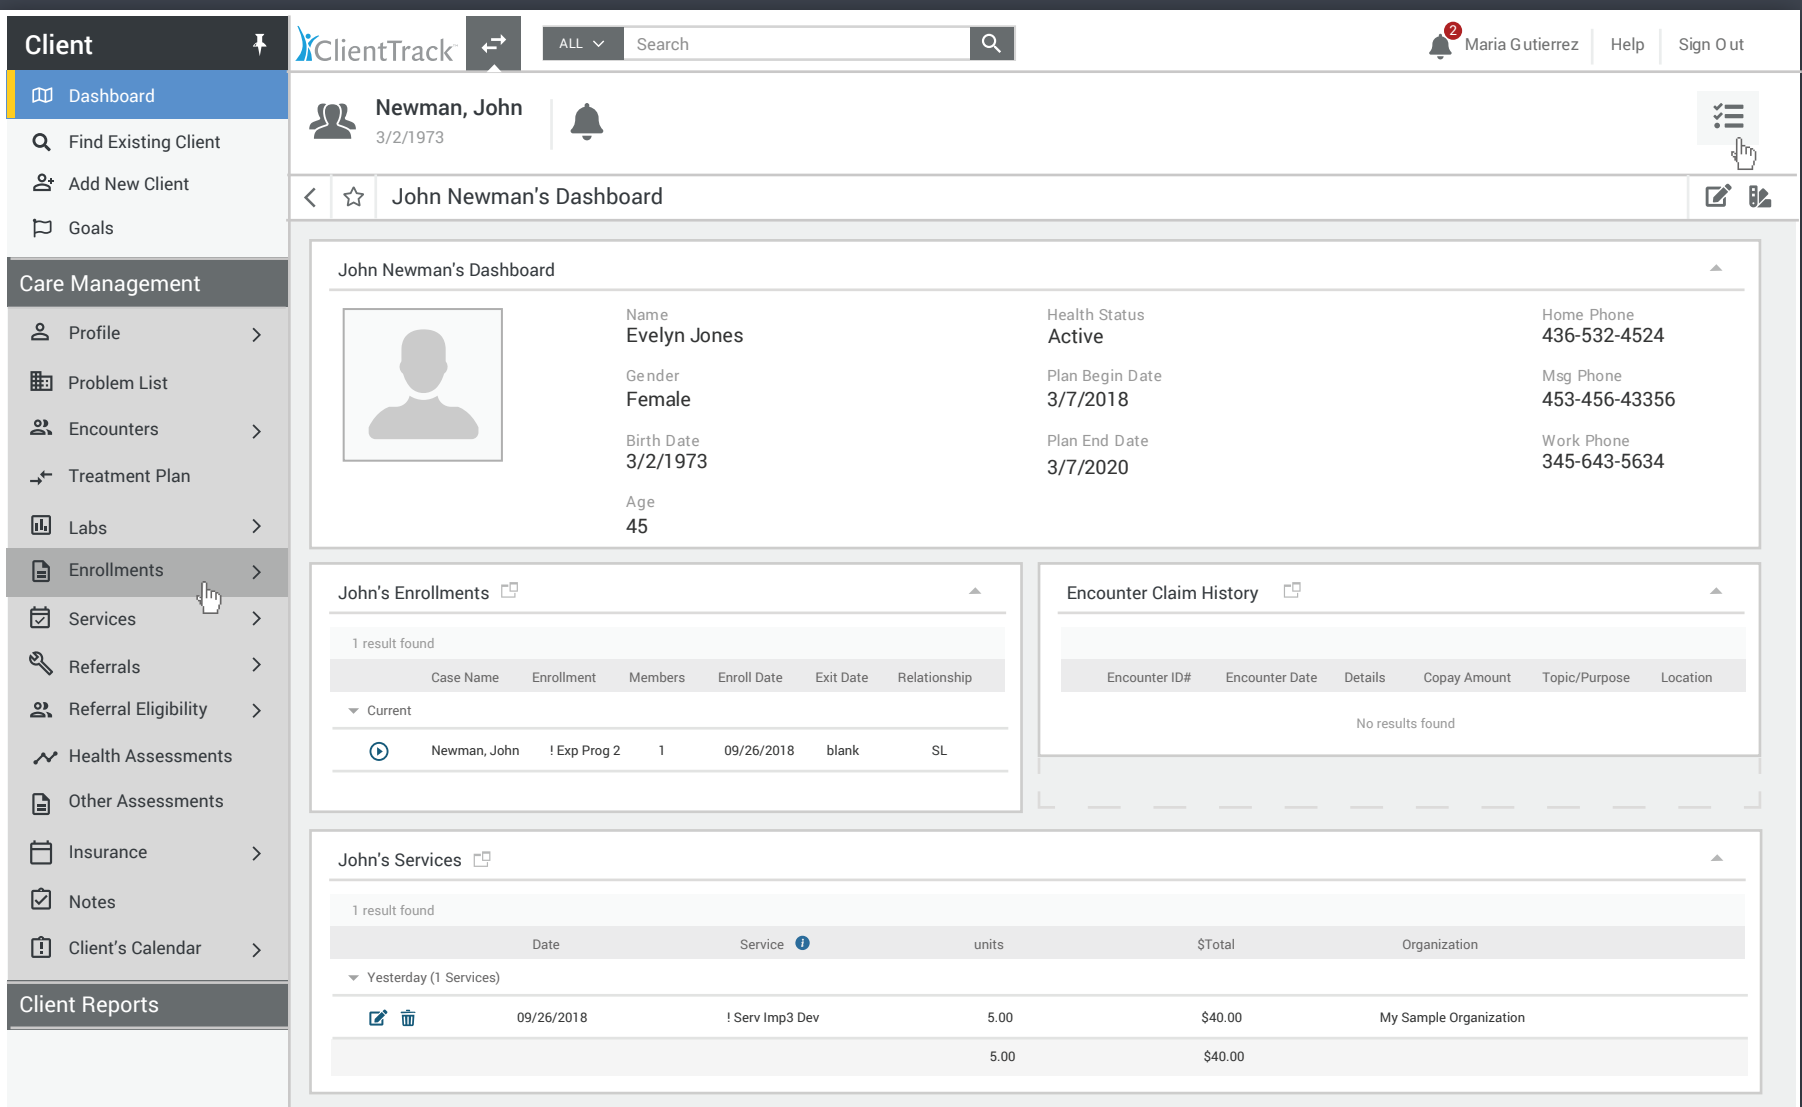 Client
ClientTrack
ALL
Search
2
Maria Gutierrez
Help
Sign Out
Dashboard
Find Existing Client
Add New Client
Goals
Care Management
Profile
Problem List
Encounters
Treatment Plan
Labs
Enrollments
Services
Referrals
Referral Eligibility
Health Assessments
Other Assessments
Insurance
Notes
Client's Calendar
Client Reports
Newman, John
3/2/1973
John Newman's Dashboard
John Newman's Dashboard
Name
Evelyn Jones
Gender
Female
Birth Date
3/2/1973
Age
45
Health Status
Active
Plan Begin Date
3/7/2018
Plan End Date
3/7/2020
Home Phone
436-532-4524
Msg Phone
453-456-43356
Work Phone
345-643-5634
John's Enrollments
1 result found
Case Name Enrollment Members Enroll Date Exit Date Relationship
Current
Newman, John ! Exp Prog 2 1 09/26/2018 blank SL
Encounter Claim History
Encounter ID# Encounter Date Details Copay Amount Topic/Purpose Location
No results found
John's Services
1 result found
Date Service i units $Total Organization
Yesterday (1 Services)
09/26/2018 ! Serv Imp3 Dev 5.00 $40.00 My Sample Organization
5.00 $40.00